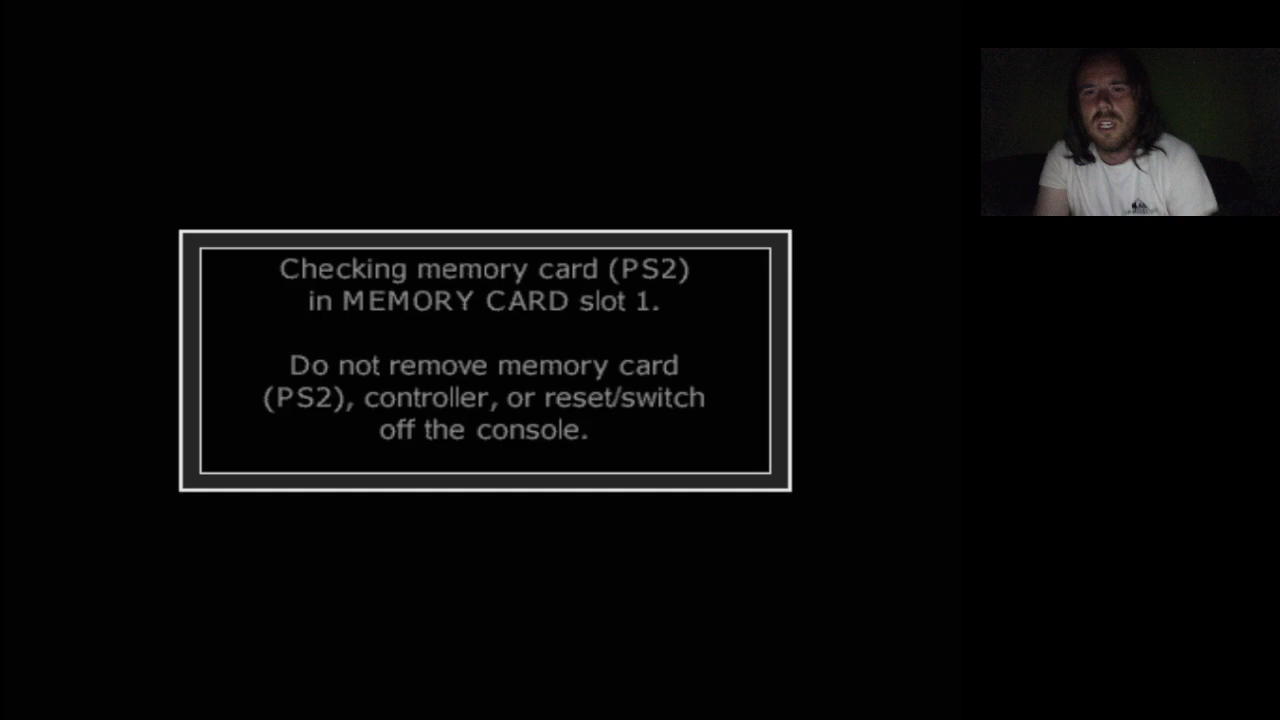 Checking memory card (PS2)
in MEMORY CARD slot 1.
Do not remove memory card
(PS2), controller, or reset/switch
off the console.